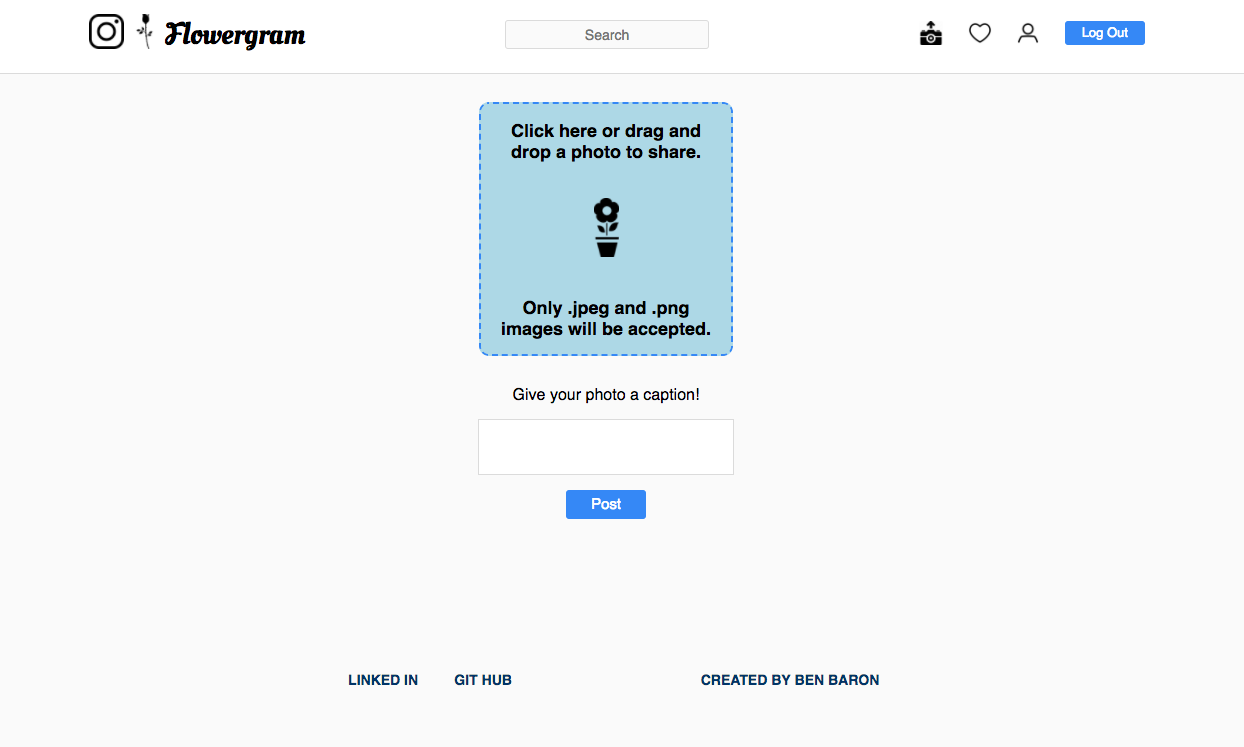 Flowergram
Search
Log Out
Click here or drag and
drop a photo to share.
Only .jpeg and .png
images will be accepted.
Give your photo a caption!
Post
LINKED IN
GIT HUB
CREATED BY BEN BARON